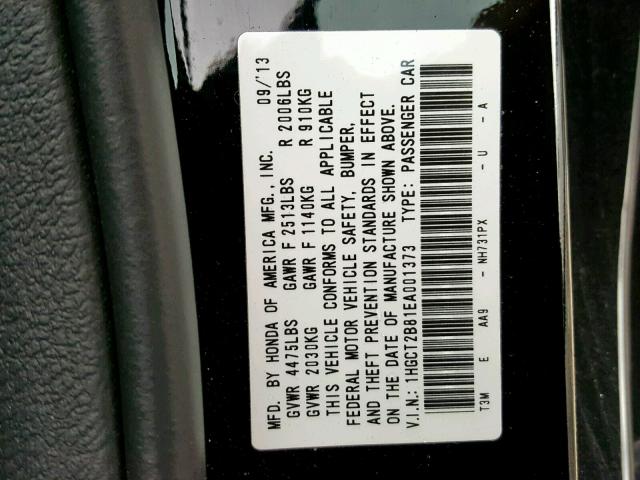 MFD. BY HONDA OF AMERICA MFG., INC. 09/'13
GVWR 4475LBS GAWR F 2513LBS R 2006LBS
GVWR 2030KG GAWR F 1140KG R 910KG
THIS VEHICLE CONFORMS TO ALL APPLICABLE
FEDERAL MOTOR VEHICLE SAFETY, BUMPER,
AND THEFT PREVENTION STANDARDS IN EFFECT
ON THE DATE OF MANUFACTURE SHOWN ABOVE.
V.I.N.: 1HGCT2B81EA001373 TYPE: PASSENGER CAR
T3M E AA9 - NH731PX - U - A